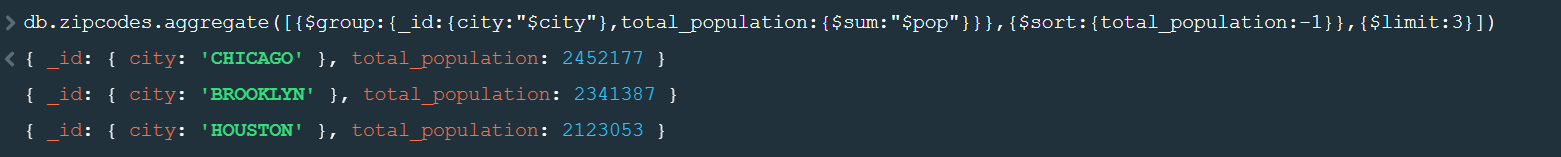 > db.zipcodes.aggregate([{$group:{_id:{city:"$city"},total_population:{$sum:"$pop"}}},{$sort:{total_population:-1}},{$limit:3}])
< { _id: { city: 'CHICAGO' }, total_population: 2452177 }
{ _id: { city: 'BROOKLYN' }, total_population: 2341387 }
{ _id: { city: 'HOUSTON' }, total_population: 2123053 }